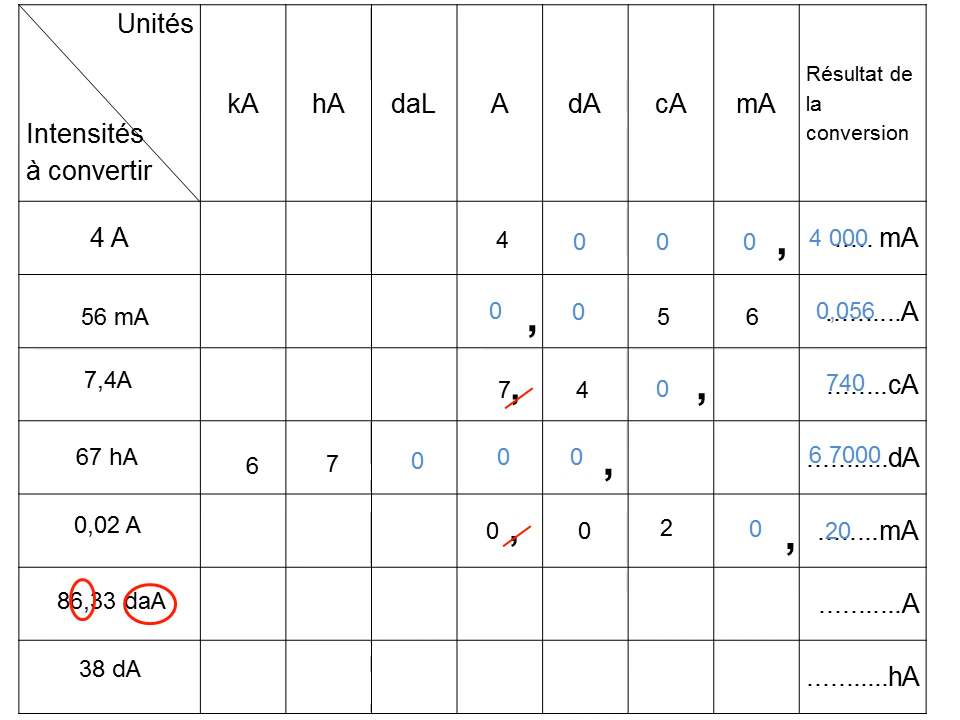 Unités
Intensités
à convertir
kA hA daL A dA cA mA
Résultat de
la
conversion
4 A 4 0 0 0 , 4 000 ..... mA
56 mA 0 , 0 5 6 0,056 ..........A
7,4A 7, 4 0 , 740 ........cA
67 hA 6 7 0 0 0 , 6 7000 ...........dA
0,02 A 0 , 0 2 0 , 20 ........mA
86,33 daA ...........A
38 dA ...........hA